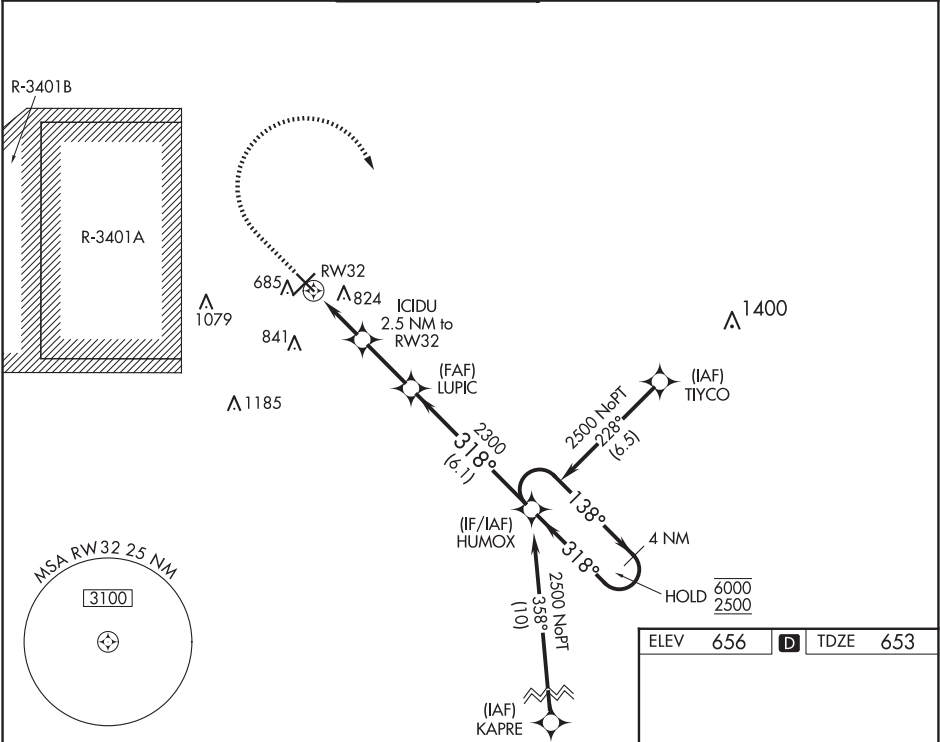 R-3401B
R-3401A
RW32
685
824
1079
841
ICIDU
2.5 NM to
RW32
1185
(FAF)
LUPIC
1400
(IAF)
TIYCO
2500 NoPT
228°
(6.5)
2300
318°
(6.1)
138°
(IF/IAF)
HUMOX
318°
4 NM
HOLD 6000
2500
2500 NoPT
358°
(10)
(IAF)
KAPRE
MSA RW32 25 NM
3100
ELEV 656 D TDZE 653